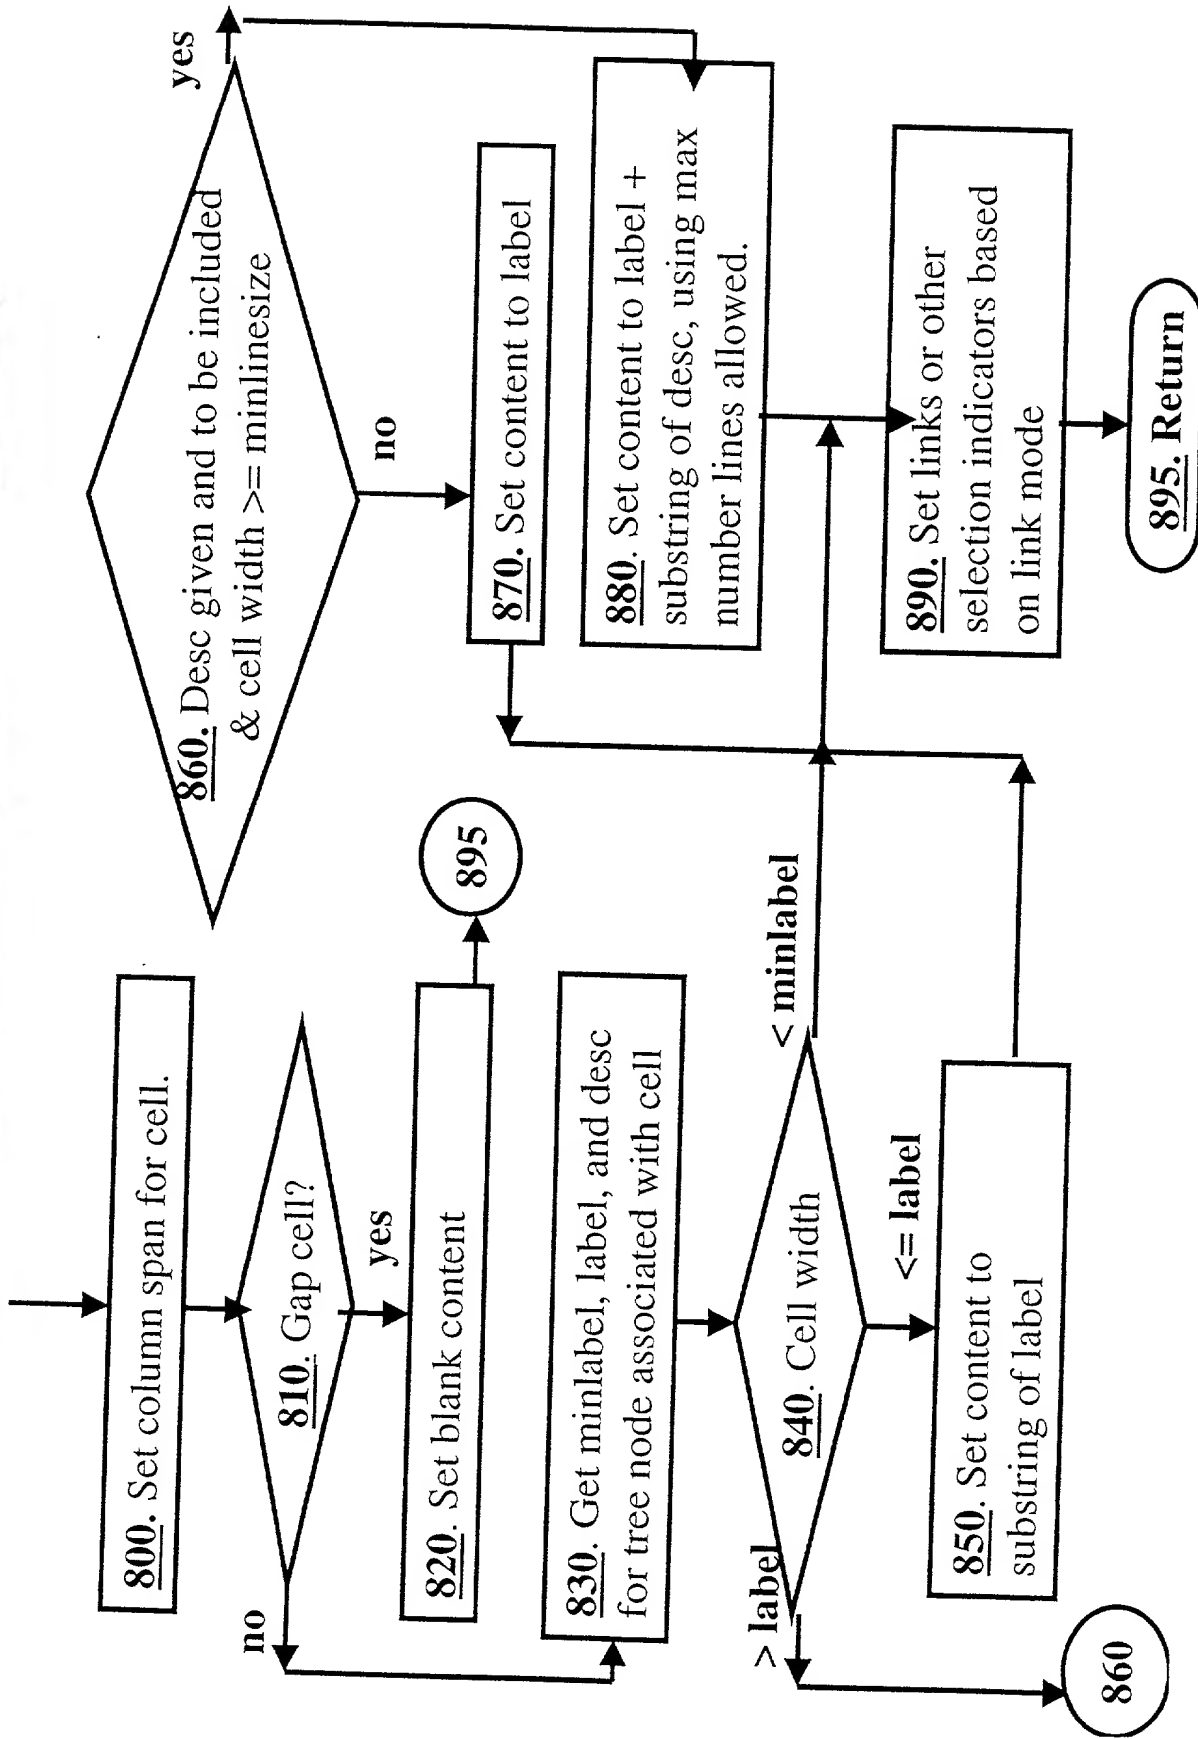 800. Set column span for cell.
810. Gap cell?
no
yes
820. Set blank content
895
830. Get minlabel, label, and desc
for tree node associated with cell
840. Cell width
> label
<= label
< minlabel
850. Set content to
substring of label
860
860. Desc given and to be included
& cell width >= minlinesize
yes
no
870. Set content to label
880. Set content to label +
substring of desc, using max
number lines allowed.
890. Set links or other
selection indicators based
on link mode
895. Return